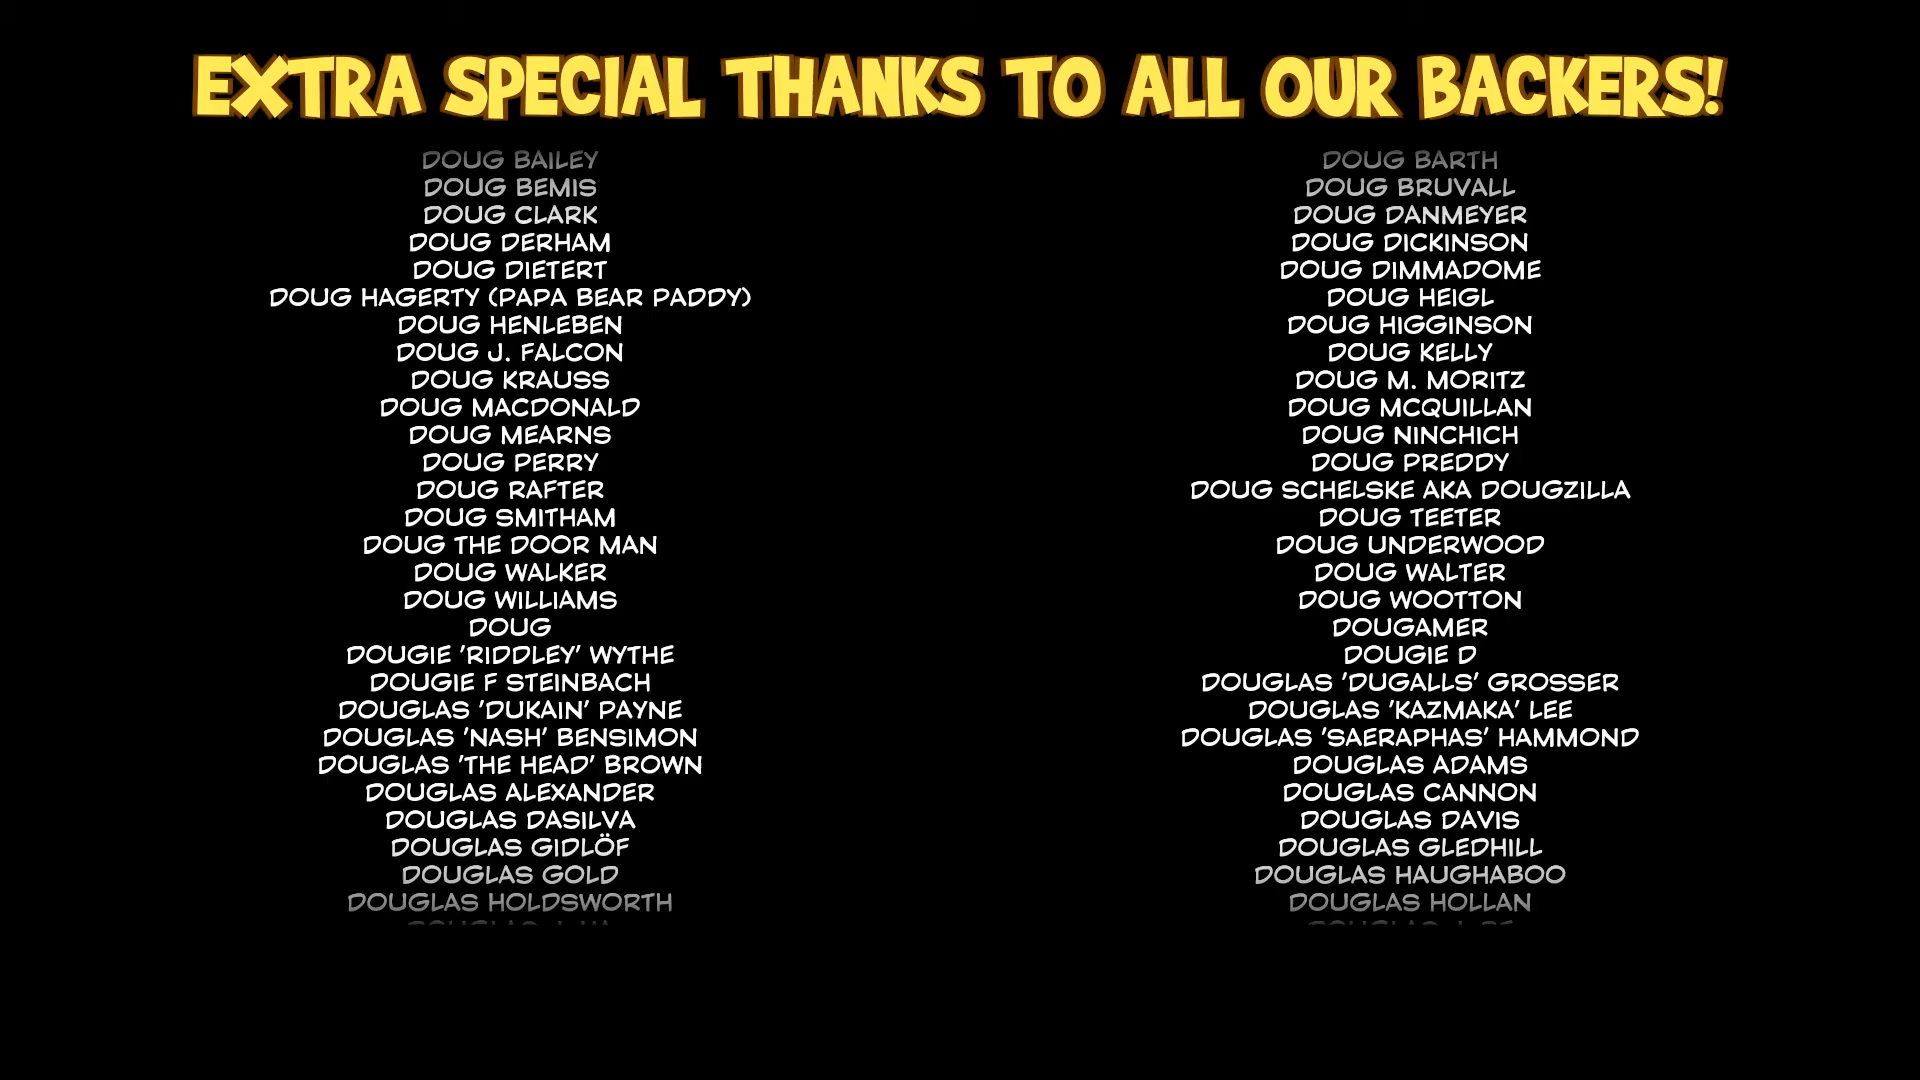 EXTRA SPECIAL THANKS TO ALL OUR BACKERS!
DOUG BAILEY
DOUG BEMIS
DOUG CLARK
DOUG DERHAM
DOUG DIETERT
DOUG HAGERTY (PAPA BEAR PADDY)
DOUG HENLEBEN
DOUG J. FALCON
DOUG KRAUSS
DOUG MACDONALD
DOUG MEARNS
DOUG PERRY
DOUG RAFTER
DOUG SMITHAM
DOUG THE DOOR MAN
DOUG WALKER
DOUG WILLIAMS
DOUG
DOUGIE 'RIDDLEY' WYTHE
DOUGIE F STEINBACH
DOUGLAS 'DUKAIN' PAYNE
DOUGLAS 'NASH' BENSIMON
DOUGLAS 'THE HEAD' BROWN
DOUGLAS ALEXANDER
DOUGLAS DASILVA
DOUGLAS GIDLÖF
DOUGLAS GOLD
DOUGLAS HOLDSWORTH
DOUG BARTH
DOUG BRUVALL
DOUG DANMEYER
DOUG DICKINSON
DOUG DIMMADOME
DOUG HEIGL
DOUG HIGGINSON
DOUG KELLY
DOUG M. MORITZ
DOUG MCQUILLAN
DOUG NINCHICH
DOUG PREDDY
DOUG SCHELSKE AKA DOUGZILLA
DOUG TEETER
DOUG UNDERWOOD
DOUG WALTER
DOUG WOOTTON
DOUGAMER
DOUGIE D
DOUGLAS 'DUGALLS' GROSSER
DOUGLAS 'KAZMAKA' LEE
DOUGLAS 'SAERAPHAS' HAMMOND
DOUGLAS ADAMS
DOUGLAS CANNON
DOUGLAS DAVIS
DOUGLAS GLEDHILL
DOUGLAS HAUGHABOO
DOUGLAS HOLLAN